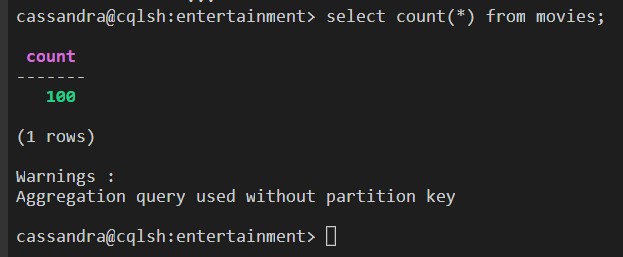 cassandra@cqlsh:entertainment> select count(*) from movies;
count
-------
100
(1 rows)
Warnings :
Aggregation query used without partition key
cassandra@cqlsh:entertainment>